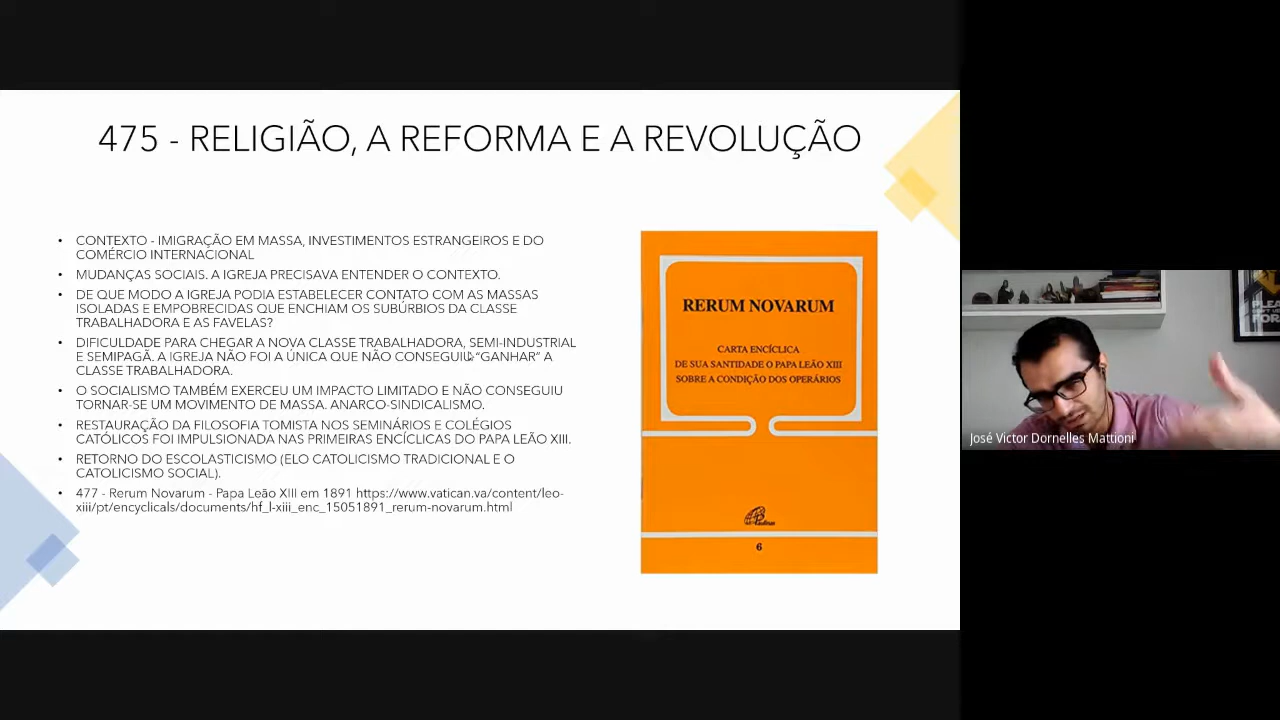 475 - RELIGIÃO, A REFORMA E A REVOLUÇÃO
• CONTEXTO - IMIGRAÇÃO EM MASSA, INVESTIMENTOS ESTRANGEIROS E DO
COMÉRCIO INTERNACIONAL
• MUDANÇAS SOCIAIS. A IGREJA PRECISAVA ENTENDER O CONTEXTO.
• DE QUE MODO A IGREJA PODIA ESTABELECER CONTATO COM AS MASSAS
ISOLADAS E EMPOBRECIDAS QUE ENCHIAM OS SUBÚRBIOS DA CLASSE
TRABALHADORA E AS FAVELAS?
• DIFICULDADE PARA CHEGAR A NOVA CLASSE TRABALHADORA, SEMI-INDUSTRIAL
E SEMIPAGÃ. A IGREJA NÃO FOI A ÚNICA QUE NÃO CONSEGUIU "GANHAR" A
CLASSE TRABALHADORA.
• O SOCIALISMO TAMBÉM EXERCEU UM IMPACTO LIMITADO E NÃO CONSEGUIU
TORNAR-SE UM MOVIMENTO DE MASSA. ANARCO-SINDICALISMO.
• RESTAURAÇÃO DA FILOSOFIA TOMISTA NOS SEMINÁRIOS E COLÉGIOS
CATÓLICOS FOI IMPULSIONADA NAS PRIMEIRAS ENCÍCLICAS DO PAPA LEÃO XIII.
• RETORNO DO ESCOLASTICISMO (ELO CATOLICISMO TRADICIONAL E O
CATOLICISMO SOCIAL).
• 477 - Rerum Novarum - Papa Leão XIII em 1891 https://www.vatican.va/content/leo-
xiii/pt/encyclicals/documents/hf_l-xiii_enc_15051891_rerum-novarum.html
RERUM NOVARUM
CARTA ENCÍCLICA
DE SUA SANTIDADE O PAPA LEÃO XIII
SOBRE A CONDIÇÃO DOS OPERÁRIOS
Paulinas
6
José Victor Dornelles Mattioni